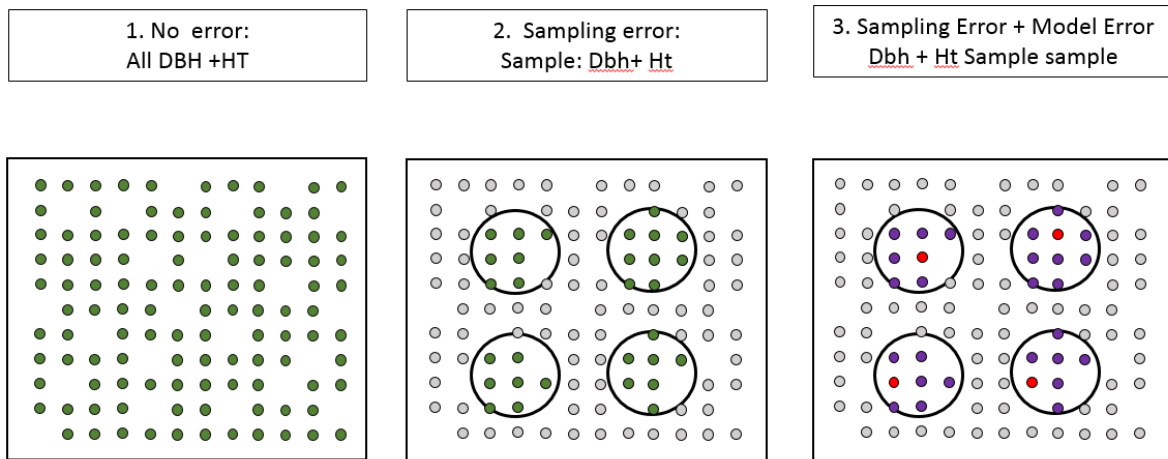 1. No error:
All DBH +HT
2. Sampling error:
Sample: Dbh+ Ht
3. Sampling Error + Model Error
Dbh + Ht Sample sample